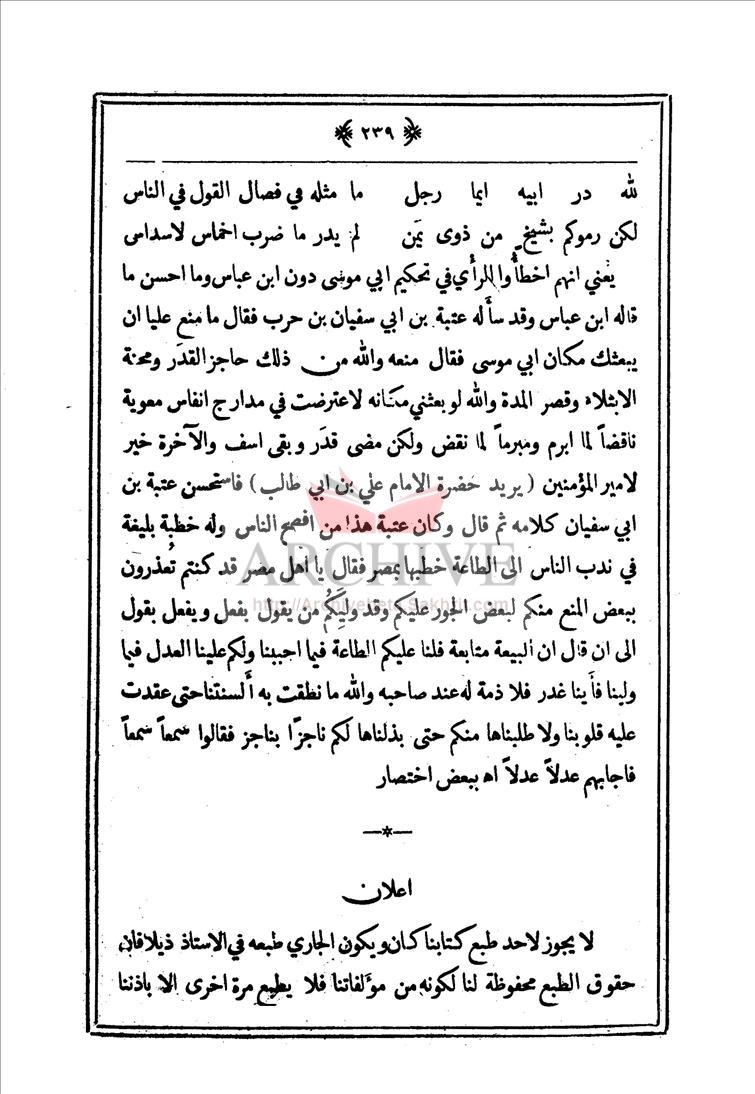 ﴿ ٢٣٩ ﴾
لله در ابيه ايما رجل ما مثله في فصال القول في الناس
لكن رموكم بشيخ من ذوى يمن لم يدر ما ضرب اخماس لاسداس
يعني انهم اخطأوا الرأي في تحكيم ابي موسى دون ابن عباس وما احسن ما
قاله ابن عباس وقد سأله عتبة بن ابي سفيان بن حرب فقال ما منع عليا ان
يبعثك مكان ابي موسى فقال منعه والله من ذلك حاجز القدَر ومحنة
الابتلاء وقصر المدة والله لو بعثني مكانه لاعترضت في مدارج انفاس معوية
ناقضاً لما ابرم ومبرماً لما نقض ولكن مضى قدَر وبقى اسف والآخرة خير
لامير المؤمنين ( يريد حضرة الامام علي بن ابي طالب ) فاستحسن عتبة بن
ابي سفيان كلامه ثم قال وكان عتبة هذا من افصح الناس وله خطبة بليغة
في ندب الناس الى الطاعة خطبها بمصر فقال يا اهل مصر قد كنتم تُعذرون
ببعض المنع منكم لبعض الجور عليكم وقد وليَكُم من يقول بفعل ويفعل بقول
الى ان قال ان البيعة متابعة فلنا عليكم الطاعة فيما احببنا ولكم علينا العدل فيما
ولينا فأينا غدر فلا ذمة له عند صاحبه والله ما نطقت به ألسنتنا حتى عقدت
عليه قلوبنا ولا طلبناها منكم حتى بذلناها لكم ناجزًا بناجز فقالوا سمعاً سمعاً
فاجابهم عدلاً عدلاً اه ببعض اختصار
ARCHIVE
http://Archivebeta.Sakhrit.com
اعلان
لا يجوز لاحد طبع كتابنا كان ويكون الجاري طبعه في الاستاذ ذيلا فان
حقوق الطبع محفوظة لنا لكونه من مؤلفاتنا فلا يطبع مرة اخرى الا باذننا